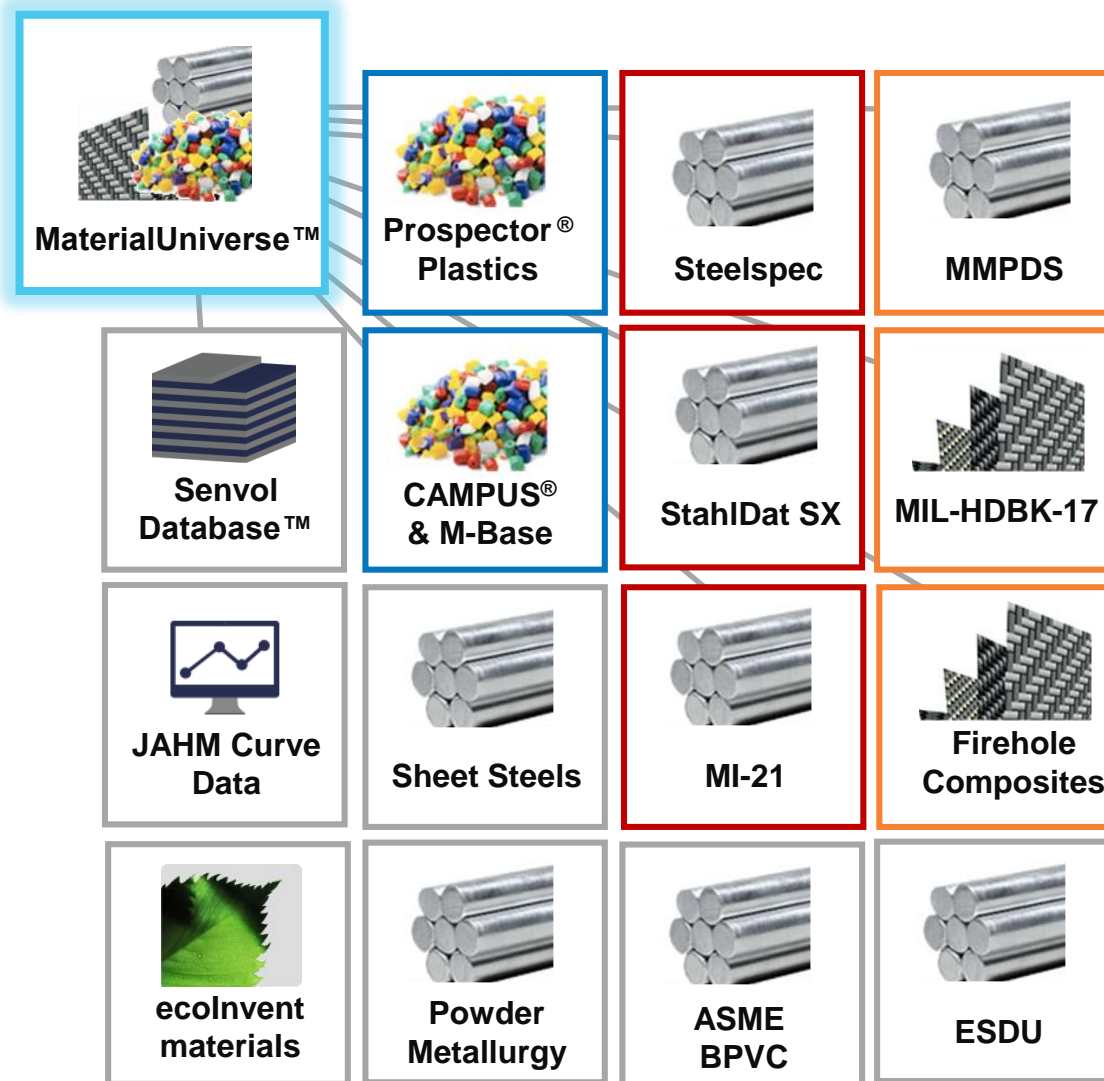 MaterialUniverse™
Prospector®
Plastics
Steelspec
MMPDS
Senvol
Database™
CAMPUS®
& M-Base
StahlDat SX
MIL-HDBK-17
JAHM Curve
Data
Sheet Steels
MI-21
Firehole
Composites
ecoInvent
materials
Powder
Metallurgy
ASME
BPVC
ESDU